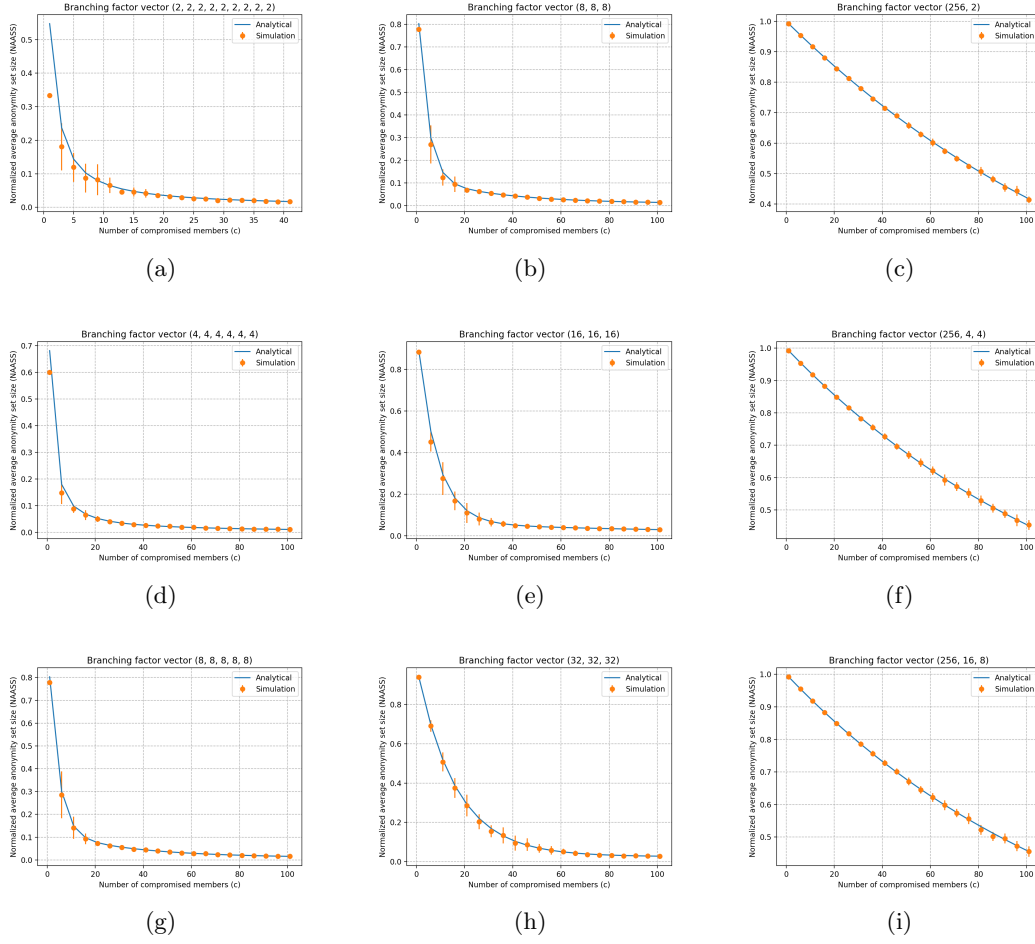 Branching factor vector (2, 2, 2, 2, 2, 2, 2, 2, 2)
Normalized average anonymity set size (NAASS)
0.5
0.4
0.3
0.2
0.1
0.0
Analytical
Simulation
0 5 10 15 20 25 30 35 40
Number of compromised members (c)
(a)
Branching factor vector (8, 8, 8)
Normalized average anonymity set size (NAASS)
0.8
0.7
0.6
0.5
0.4
0.3
0.2
0.1
0.0
Analytical
Simulation
0 20 40 60 80 100
Number of compromised members (c)
(b)
Branching factor vector (256, 2)
Normalized average anonymity set size (NAASS)
1.0
0.9
0.8
0.7
0.6
0.5
0.4
Analytical
Simulation
0 20 40 60 80 100
Number of compromised members (c)
(c)
Branching factor vector (4, 4, 4, 4, 4, 4)
Normalized average anonymity set size (NAASS)
0.7
0.6
0.5
0.4
0.3
0.2
0.1
0.0
Analytical
Simulation
0 20 40 60 80 100
Number of compromised members (c)
(d)
Branching factor vector (16, 16, 16)
Normalized average anonymity set size (NAASS)
0.8
0.6
0.4
0.2
0.0
Analytical
Simulation
0 20 40 60 80 100
Number of compromised members (c)
(e)
Branching factor vector (256, 4, 4)
Normalized average anonymity set size (NAASS)
1.0
0.9
0.8
0.7
0.6
0.5
Analytical
Simulation
0 20 40 60 80 100
Number of compromised members (c)
(f)
Branching factor vector (8, 8, 8, 8, 8)
Normalized average anonymity set size (NAASS)
0.8
0.7
0.6
0.5
0.4
0.3
0.2
0.1
0.0
Analytical
Simulation
0 20 40 60 80 100
Number of compromised members (c)
(g)
Branching factor vector (32, 32, 32)
Normalized average anonymity set size (NAASS)
0.8
0.6
0.4
0.2
0.0
Analytical
Simulation
0 20 40 60 80 100
Number of compromised members (c)
(h)
Branching factor vector (256, 16, 8)
Normalized average anonymity set size (NAASS)
1.0
0.9
0.8
0.7
0.6
0.5
Analytical
Simulation
0 20 40 60 80 100
Number of compromised members (c)
(i)